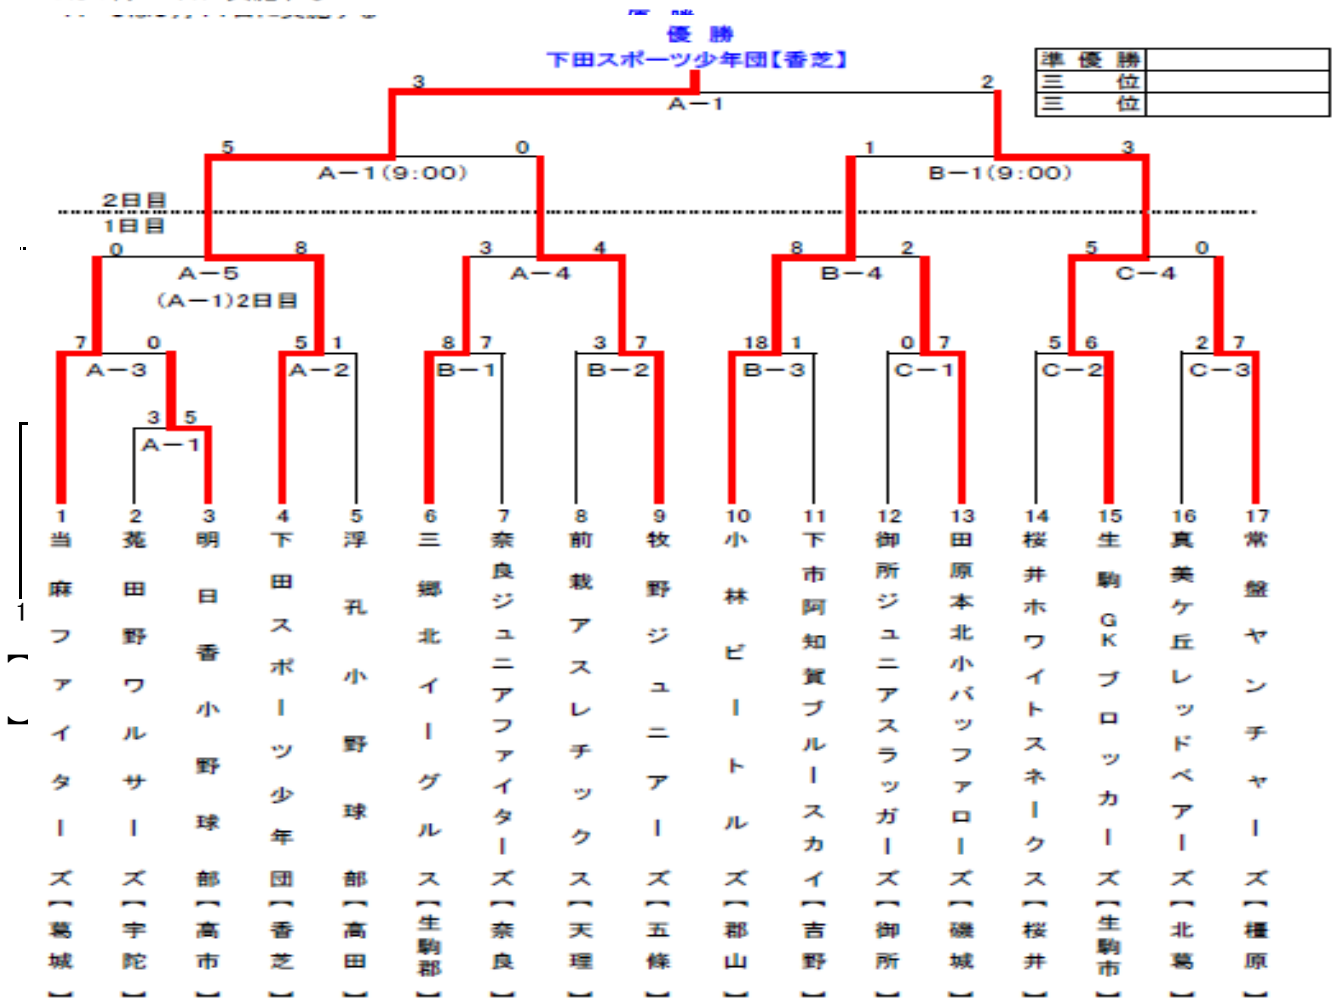 優 勝
下田スポーツ少年団【香芝】
準 優 勝
三 位
三 位
3 2
A－1
5 0 1 3
A－1(9:00) B－1(9:00)
2日目
1日目
0 8 3 4 8 2 5 0
A－5 A－4 B－4 C－4
(A－1)2日目
7 0 5 1 8 7 3 7 18 1 0 7 5 6 2 7
A－3 A－2 B－1 B－2 B－3 C－1 C－2 C－3
3 5
A－1
1 2 3 4 5 6 7 8 9 10 11 12 13 14 15 16 17
当麻ファイターズ【葛城】
菟田野ワルサーズ【宇陀】
明日香小野球部【高市】
下田スポーツ少年団【香芝】
浮孔小野球部【高田】
三郷北イーグルス【生駒郡】
奈良ジュニアファイターズ【奈良】
前栽アスレチックス【天理】
牧野ジュニアーズ【五條】
小林ビートルズ【郡山】
下市阿知賀ブルースカイ【吉野】
御所ジュニアスラッガーズ【御所】
田原本北小バッファローズ【磯城】
桜井ホワイトスネークス【桜井】
生駒GKブロッカーズ【生駒市】
真美ケ丘レッドベアーズ【北葛】
常盤ヤンチャーズ【橿原】
1
【
】